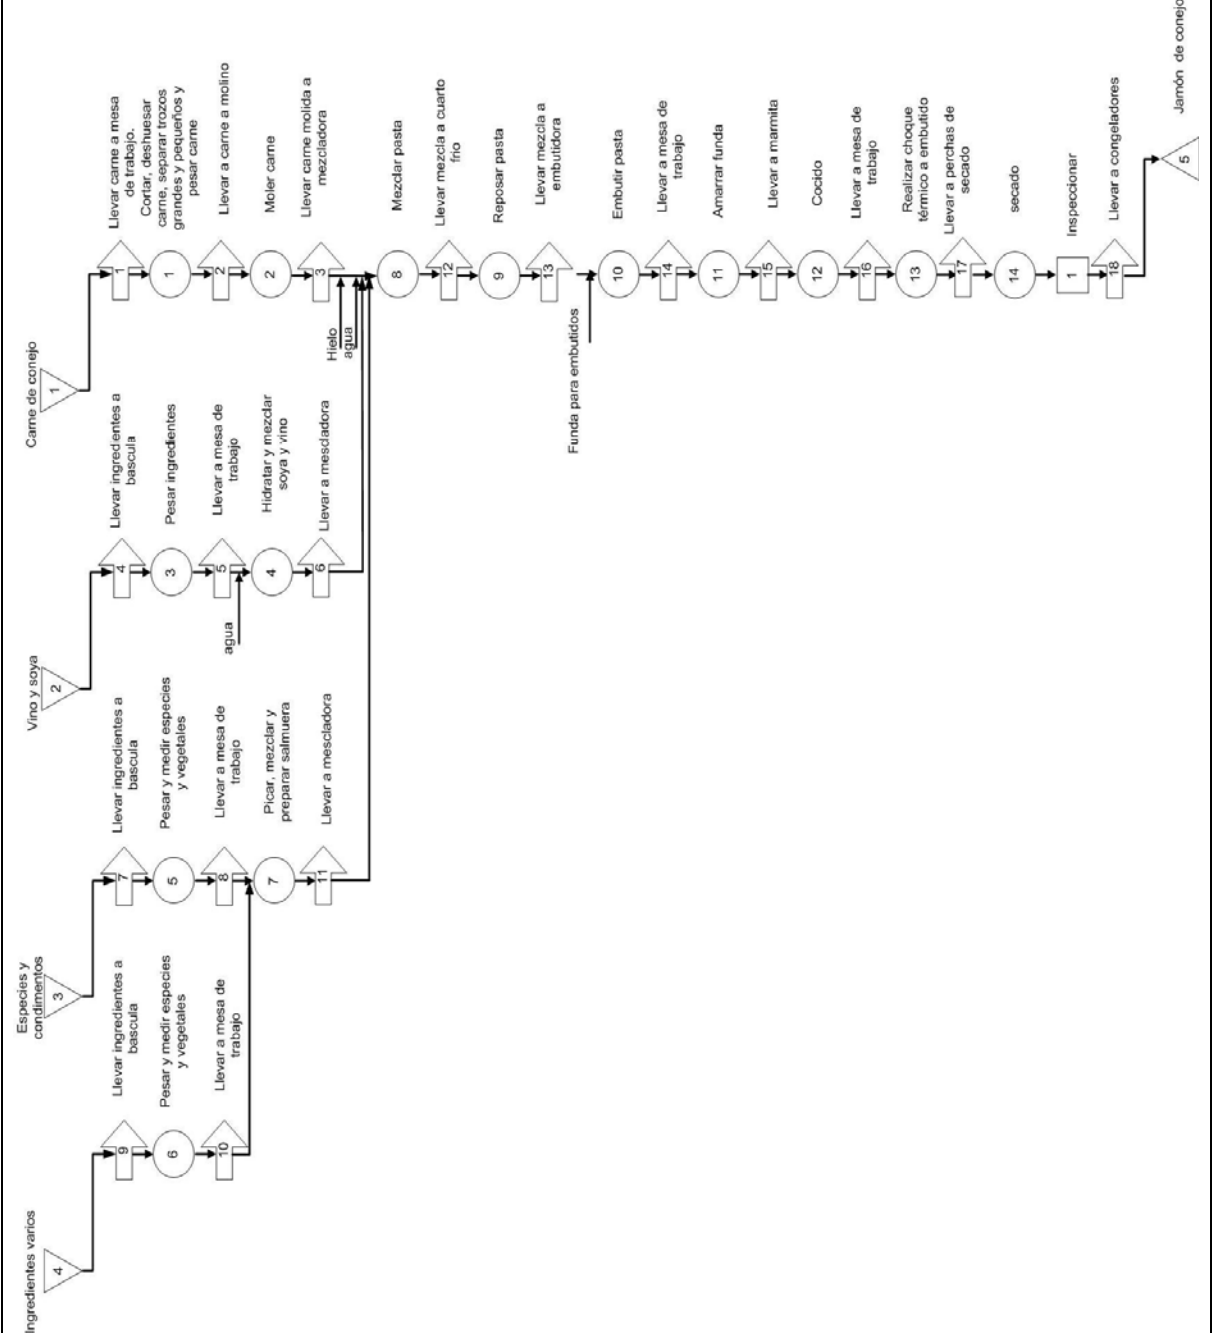 Ingredientes varios
4
9
Llevar ingredientes a
bascula
6
Pesar y medir especies
y vegetales
10
Llevar a mesa de
trabajo
Especies y
condimentos
3
7
Llevar ingredientes a
bascula
5
Pesar y medir especies
y vegetales
8
Llevar a mesa de
trabajo
7
Picar, mezclar y
preparar salmuera
11
Llevar a mescladora
Vino y soya
2
4
Llevar ingredientes a
bascula
3
Pesar ingredientes
5
Llevar a mesa de
trabajo
agua
4
Hidratar y mezclar
soya y vino
6
Llevar a mescladora
Carne de conejo
1
1
Llevar carne a mesa
de trabajo.
1
Cortar, deshuesar
carne, separar trozos
grandes y pequeños y
pesar carne
2
Llevar a carne a molino
2
Moler carne
3
Llevar carne molida a
mezcladora
Hielo
agua
8
Mezclar pasta
12
Llevar mezcla a cuarto
frio
9
Reposar pasta
13
Llevar mezcla a
embutidora
Funda para embutidos
10
Embutir pasta
14
Llevar a mesa de
trabajo
11
Amarrar funda
15
Llevar a marmita
12
Cocido
16
Llevar a mesa de
trabajo
13
Realizar choque
térmico a embutido
17
Llevar a perchas de
secado
14
secado
1
Inspeccionar
18
Llevar a congeladores
5
Jamón de conejo